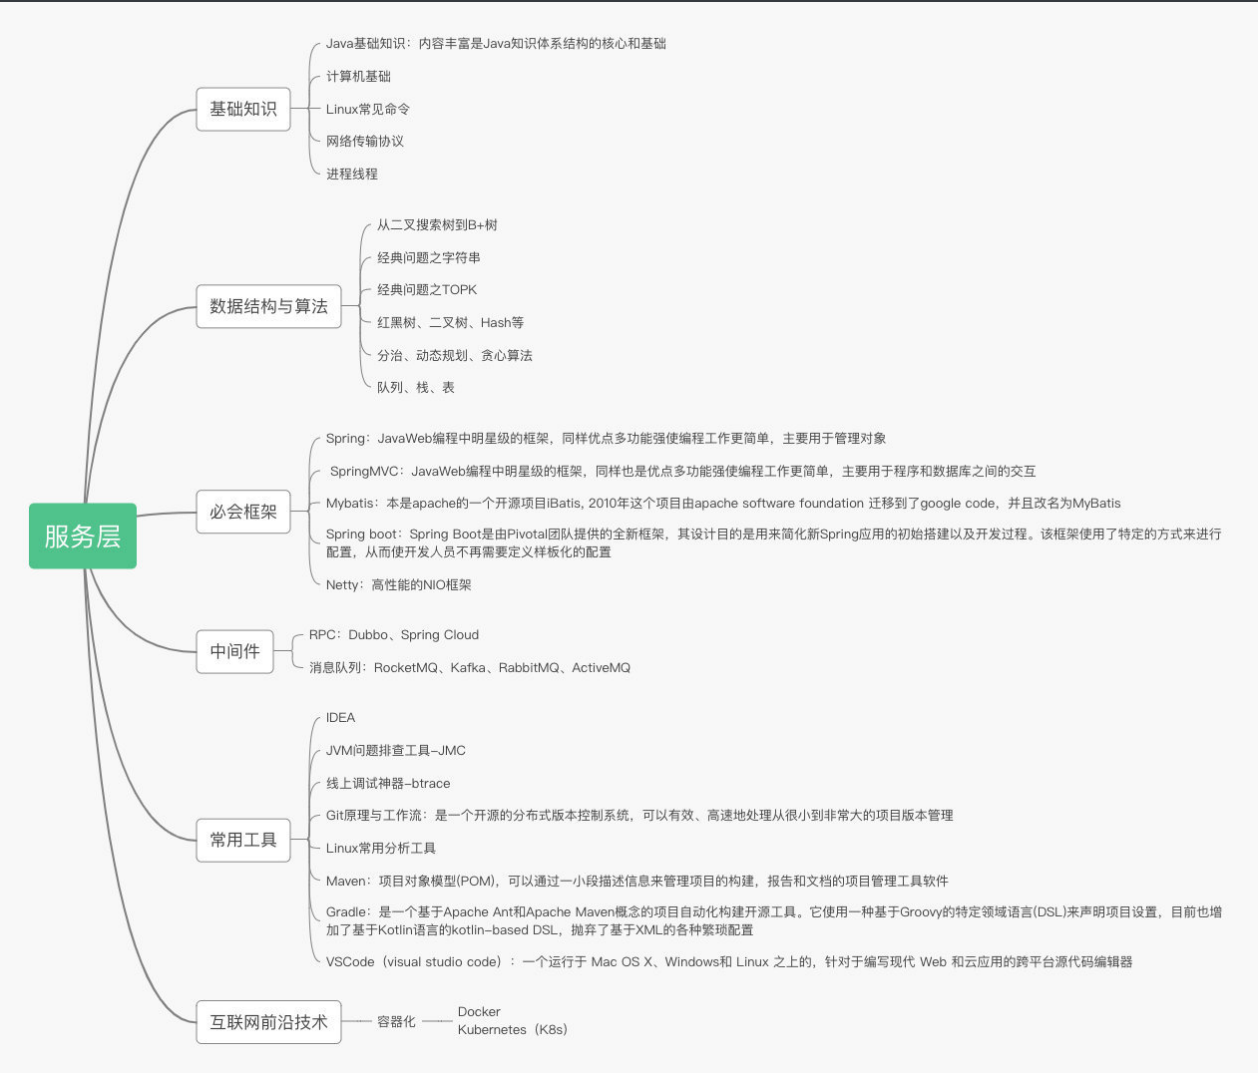 服务层
基础知识
Java基础知识：内容丰富是Java知识体系结构的核心和基础
计算机基础
Linux常见命令
网络传输协议
进程线程
数据结构与算法
从二叉搜索树到B+树
经典问题之字符串
经典问题之TOPK
红黑树、二叉树、Hash等
分治、动态规划、贪心算法
队列、栈、表
必会框架
Spring：JavaWeb编程中明星级的框架，同样优点多功能强使编程工作更简单，主要用于管理对象
SpringMVC：JavaWeb编程中明星级的框架，同样也是优点多功能强使编程工作更简单，主要用于程序和数据库之间的交互
Mybatis：本是apache的一个开源项目iBatis, 2010年这个项目由apache software foundation 迁移到了google code，并且改名为MyBatis
Spring boot：Spring Boot是由Pivotal团队提供的全新框架，其设计目的是用来简化新Spring应用的初始搭建以及开发过程。该框架使用了特定的方式来进行
配置，从而使开发人员不再需要定义样板化的配置
Netty：高性能的NIO框架
中间件
RPC：Dubbo、Spring Cloud
消息队列：RocketMQ、Kafka、RabbitMQ、ActiveMQ
常用工具
IDEA
JVM问题排查工具–JMC
线上调试神器–btrace
Git原理与工作流：是一个开源的分布式版本控制系统，可以有效、高速地处理从很小到非常大的项目版本管理
Linux常用分析工具
Maven：项目对象模型(POM)，可以通过一小段描述信息来管理项目的构建，报告和文档的项目管理工具软件
Gradle：是一个基于Apache Ant和Apache Maven概念的项目自动化构建开源工具。它使用一种基于Groovy的特定领域语言(DSL)来声明项目设置，目前也增
加了基于Kotlin语言的kotlin–based DSL，抛弃了基于XML的各种繁琐配置
VSCode（visual studio code）：一个运行于 Mac OS X、Windows和 Linux 之上的，针对于编写现代 Web 和云应用的跨平台源代码编辑器
互联网前沿技术
容器化
Docker
Kubernetes（K8s）